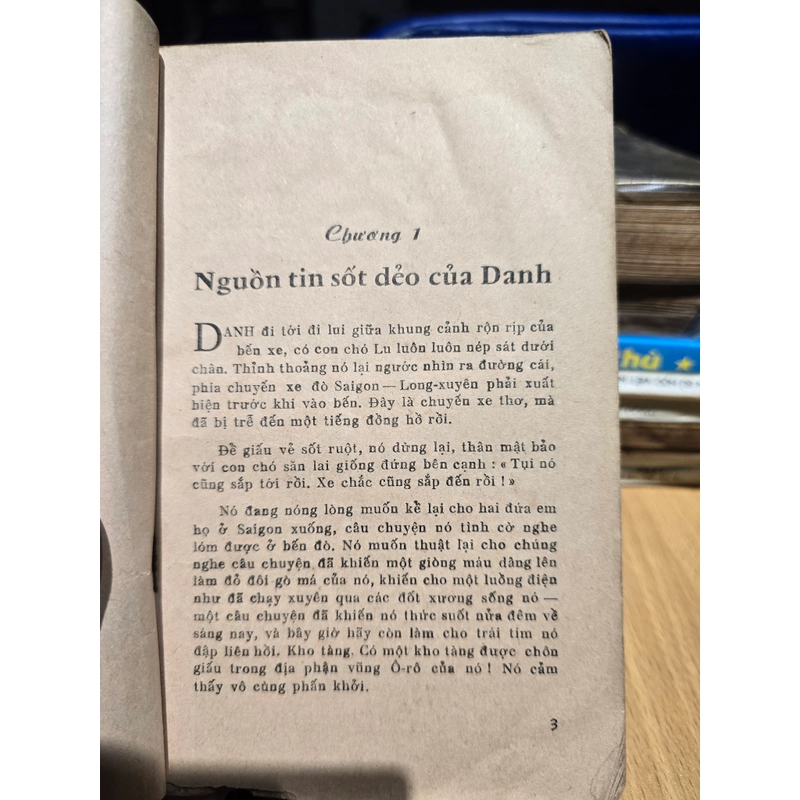 Chương 1
Nguồn tin sốt dẻo của Danh
DANH đi tới đi lui giữa khung cảnh rộn rịp của
bến xe, có con chó Lu luôn luôn nép sát dưới
chân. Thỉnh thoảng nó lại ngước nhìn ra đường cái,
phía chuyến xe đò Saigon — Long-xuyên phải xuất
hiện trước khi vào bến. Đây là chuyến xe thơ, mà
đã bị trễ đến một tiếng đồng hồ rồi.
Để giấu vẻ sốt ruột, nó dừng lại, thân mật bảo
với con chó săn lai giống đứng bên cạnh : « Tụi nó
cũng sắp tới rồi. Xe chắc cũng sắp đến rồi ! »
Nó đang nóng lòng muốn kể lại cho hai đứa em
họ ở Saigon xuống, câu chuyện nó tình cờ nghe
lóm được ở bến đò. Nó muốn thuật lại cho chúng
nghe câu chuyện đã khiến một giòng máu dâng lên
làm đỏ đôi gò má của nó, khiến cho một luồng điện
như đã chạy xuyên qua các đốt xương sống nó —
một câu chuyện đã khiến nó thức suốt nửa đêm về
sáng nay, và bây giờ hãy còn làm cho trái tim nó
đập liên hồi. Kho tàng. Có một kho tàng được chôn
giấu trong địa phận vũng Ô-rô của nó ! Nó cảm
thấy vô cùng phấn khởi.
3
hủ